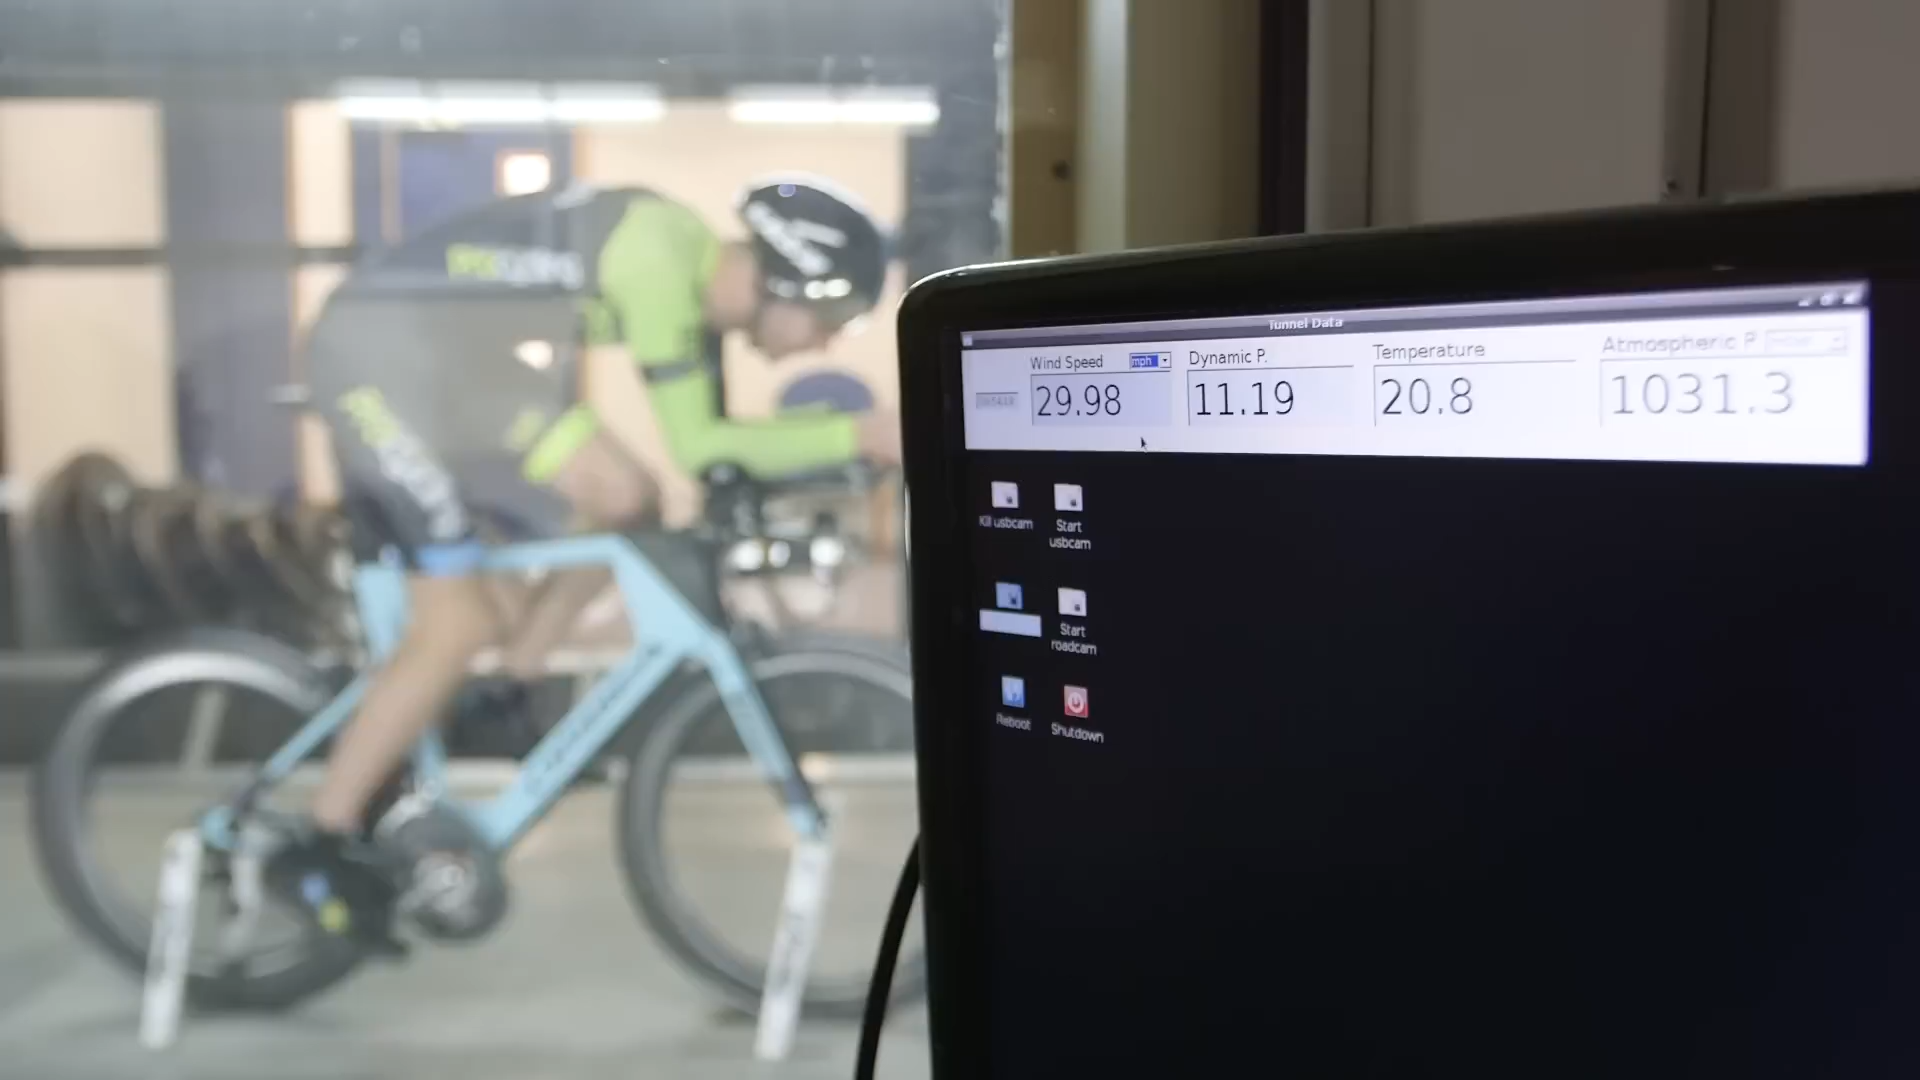 Tunnel Data
Wind Speed mph
29.98
Dynamic P.
11.19
Temperature
20.8
Atmospheric P
1031.3
Kill usbcam
Start
usbcam
Start
roadcam
Reboot
Shutdown